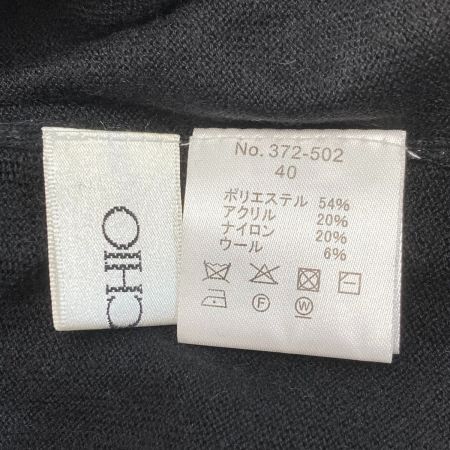 CHIO
No. 372-502
40
ポリエステル 54%
アクリル 20%
ナイロン 20%
ウール 6%
F
W